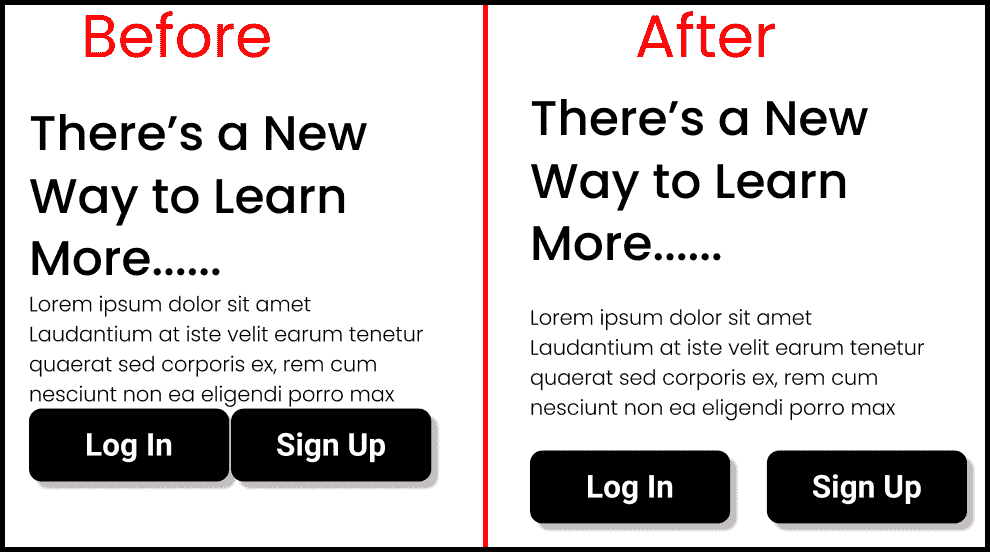 Before
There’s a New
Way to Learn
More......
Lorem ipsum dolor sit amet
Laudantium at iste velit earum tenetur
quaerat sed corporis ex, rem cum
nesciunt non ea eligendi porro max
Log In
Sign Up
After
There’s a New
Way to Learn
More......
Lorem ipsum dolor sit amet
Laudantium at iste velit earum tenetur
quaerat sed corporis ex, rem cum
nesciunt non ea eligendi porro max
Log In
Sign Up